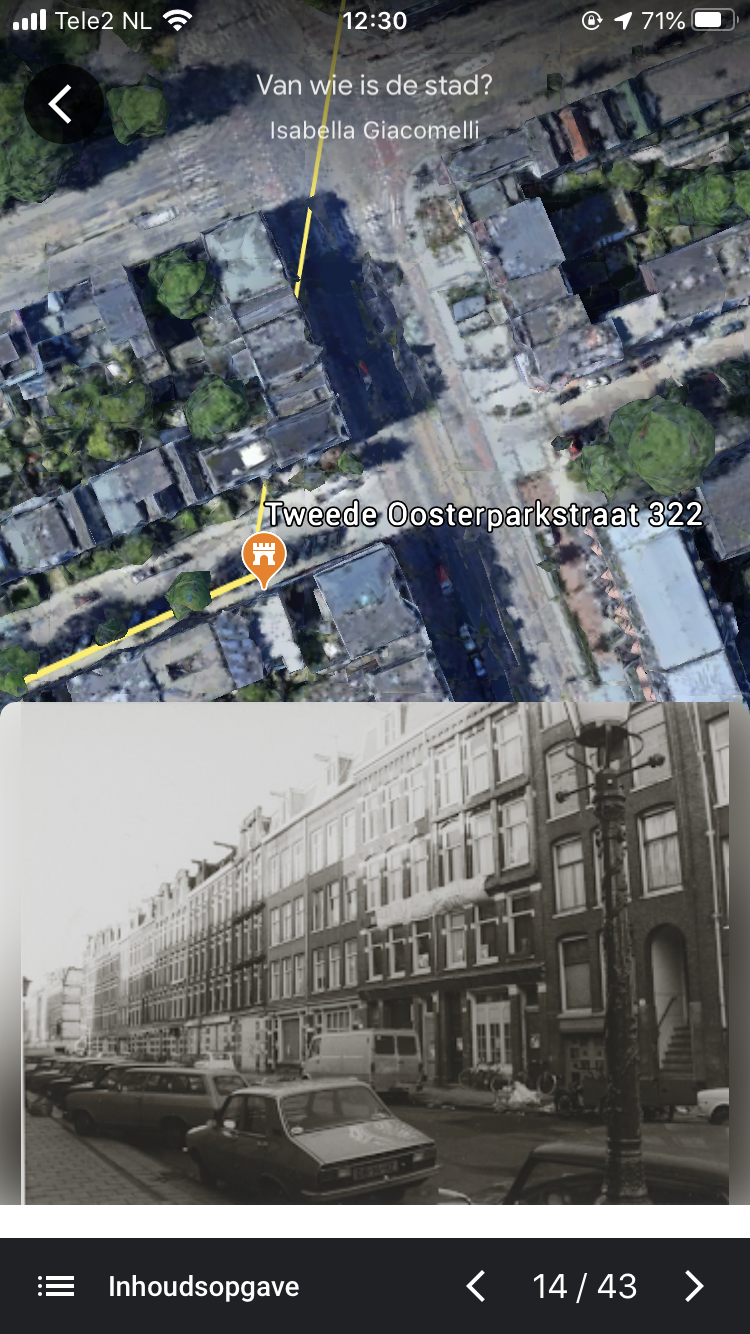 Tele2 NL 12:30 71%
Van wie is de stad?
Isabella Giacomelli
Tweede Oosterparkstraat 322
Inhoudsopgave 14 / 43